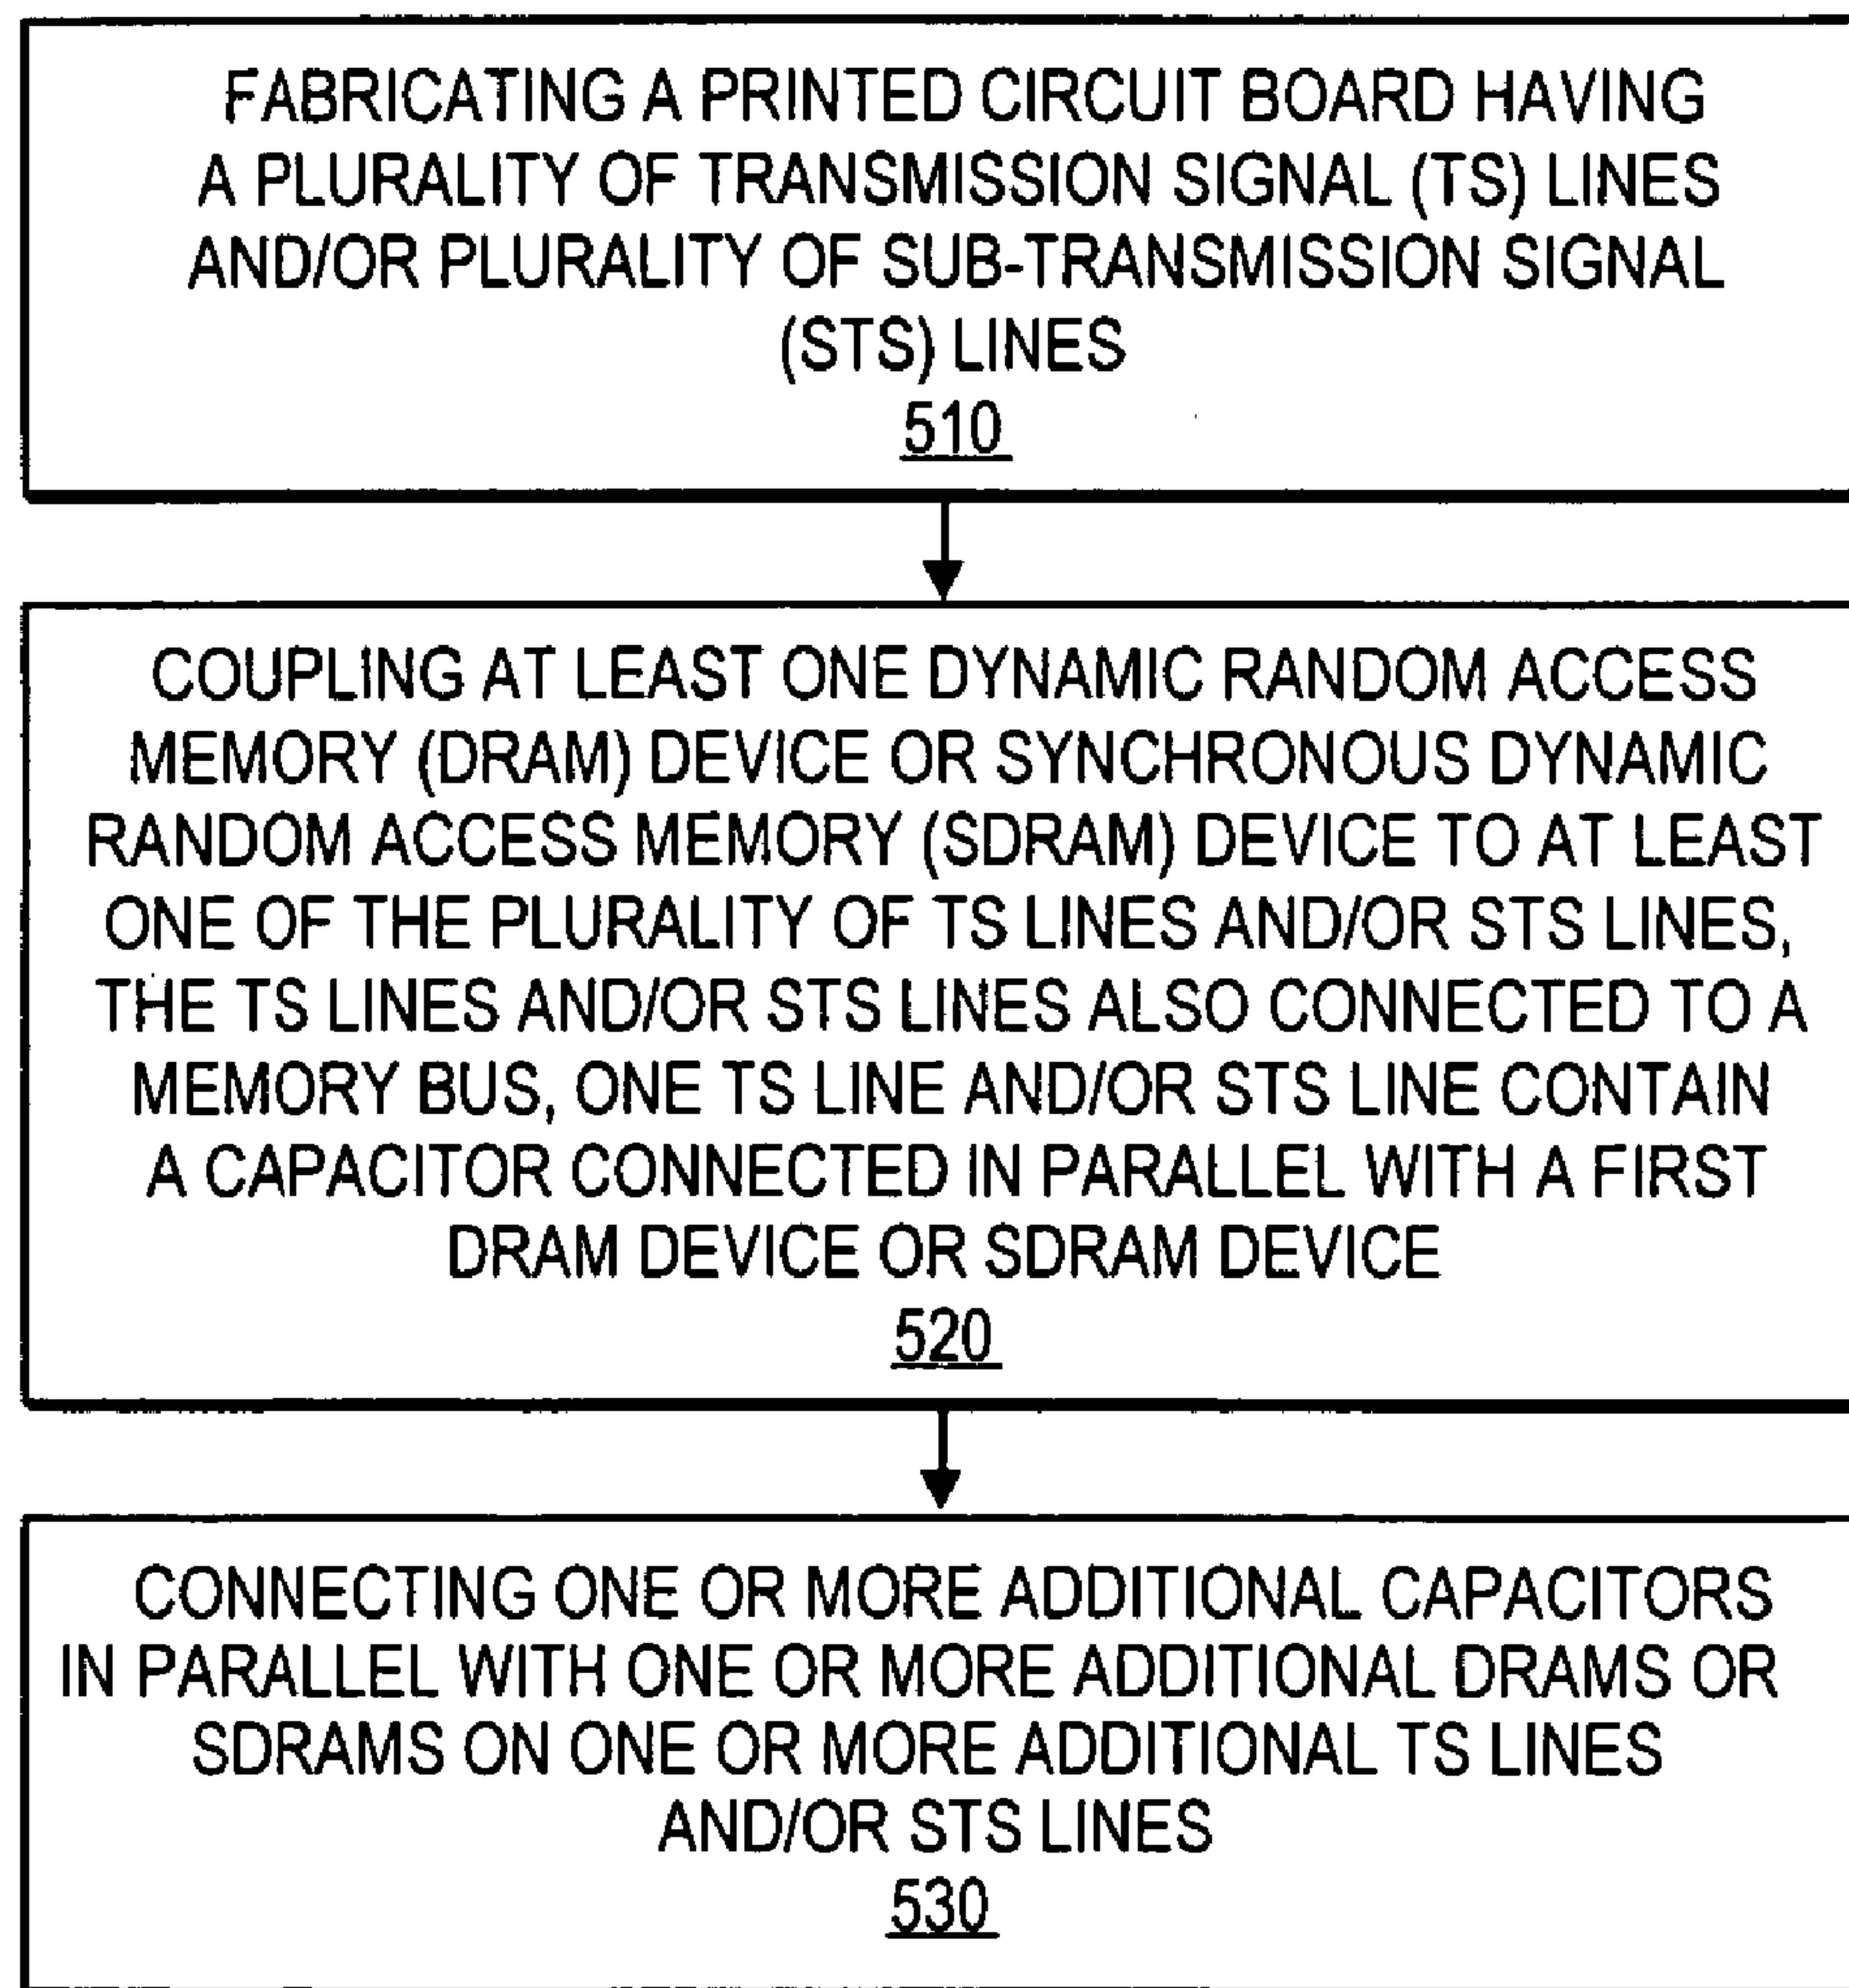 FABRICATING A PRINTED CIRCUIT BOARD HAVING
A PLURALITY OF TRANSMISSION SIGNAL (TS) LINES
AND/OR PLURALITY OF SUB-TRANSMISSION SIGNAL
(STS) LINES
510
COUPLING AT LEAST ONE DYNAMIC RANDOM ACCESS
MEMORY (DRAM) DEVICE OR SYNCHRONOUS DYNAMIC
RANDOM ACCESS MEMORY (SDRAM) DEVICE TO AT LEAST
ONE OF THE PLURALITY OF TS LINES AND/OR STS LINES,
THE TS LINES AND/OR STS LINES ALSO CONNECTED TO A
MEMORY BUS, ONE TS LINE AND/OR STS LINE CONTAIN
A CAPACITOR CONNECTED IN PARALLEL WITH A FIRST
DRAM DEVICE OR SDRAM DEVICE
520
CONNECTING ONE OR MORE ADDITIONAL CAPACITORS
IN PARALLEL WITH ONE OR MORE ADDITIONAL DRAMS OR
SDRAMS ON ONE OR MORE ADDITIONAL TS LINES
AND/OR STS LINES
530